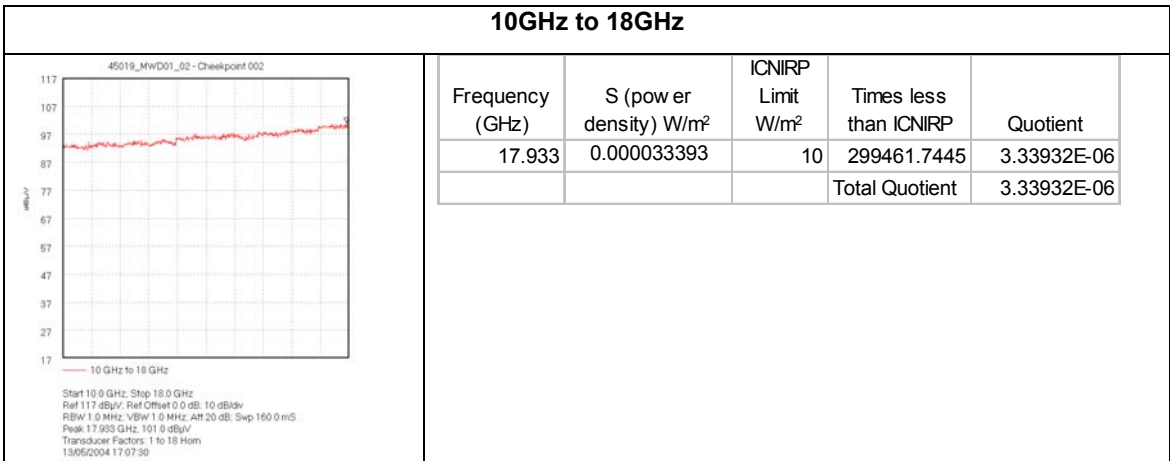 10GHz to 18GHz
45019_MWD01_02 - Cheekpoint 002
117
107
97
87
77
67
57
47
37
27
17
dBµV
10 GHz to 18 GHz
Start 10.0 GHz; Stop 18.0 GHz
Ref 117 dBµV; Ref Offset 0.0 dB; 10 dB/div
RBW 1.0 MHz; VBW 1.0 MHz; Att 20 dB; Swp 160.0 mS
Peak 17.933 GHz, 101.0 dBµV
Transducer Factors: 1 to 18 Horn
13/05/2004 17:07:30
Frequency (GHz) S (pow er density) W/m² ICNIRP Limit W/m² Times less than ICNIRP Quotient
17.933 0.000033393 10 299461.7445 3.33932E-06
Total Quotient 3.33932E-06